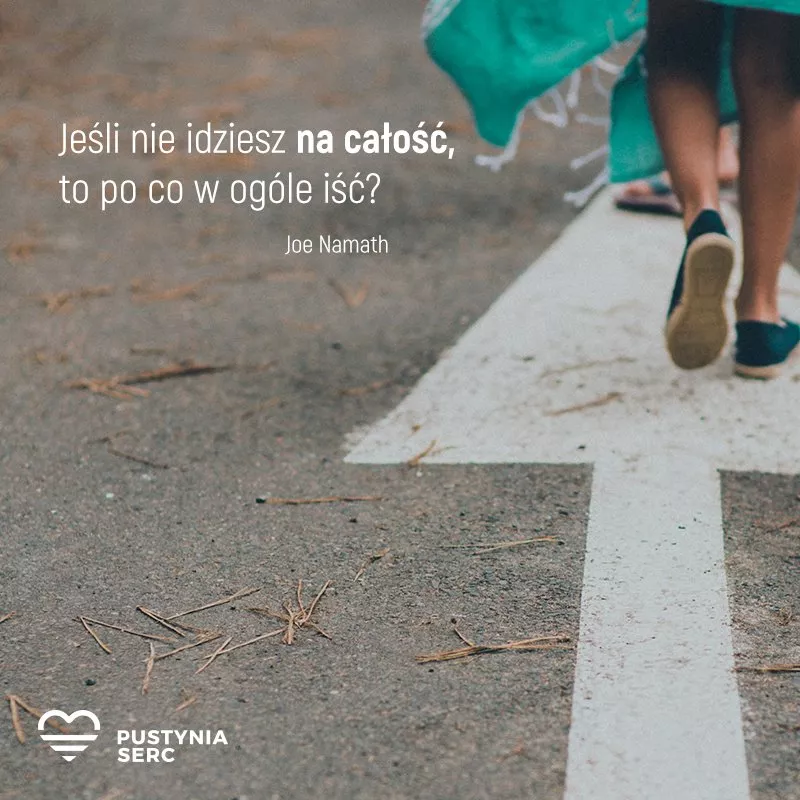 Jeśli nie idziesz na całość,
to po co w ogóle iść?
Joe Namath
PUSTYNIA
SERC